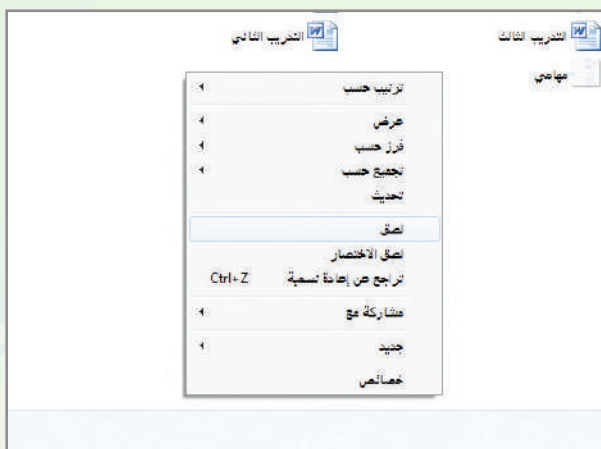 التدريب الثالث
التدريب الثاني
مهامي
ترتيب حسب
عرض
فرز حسب
تجميع حسب
تحديث
لصق
لصق الاختصار
تراجع عن إعادة تسمية Ctrl+Z
مشاركة مع
جديد
خصائص